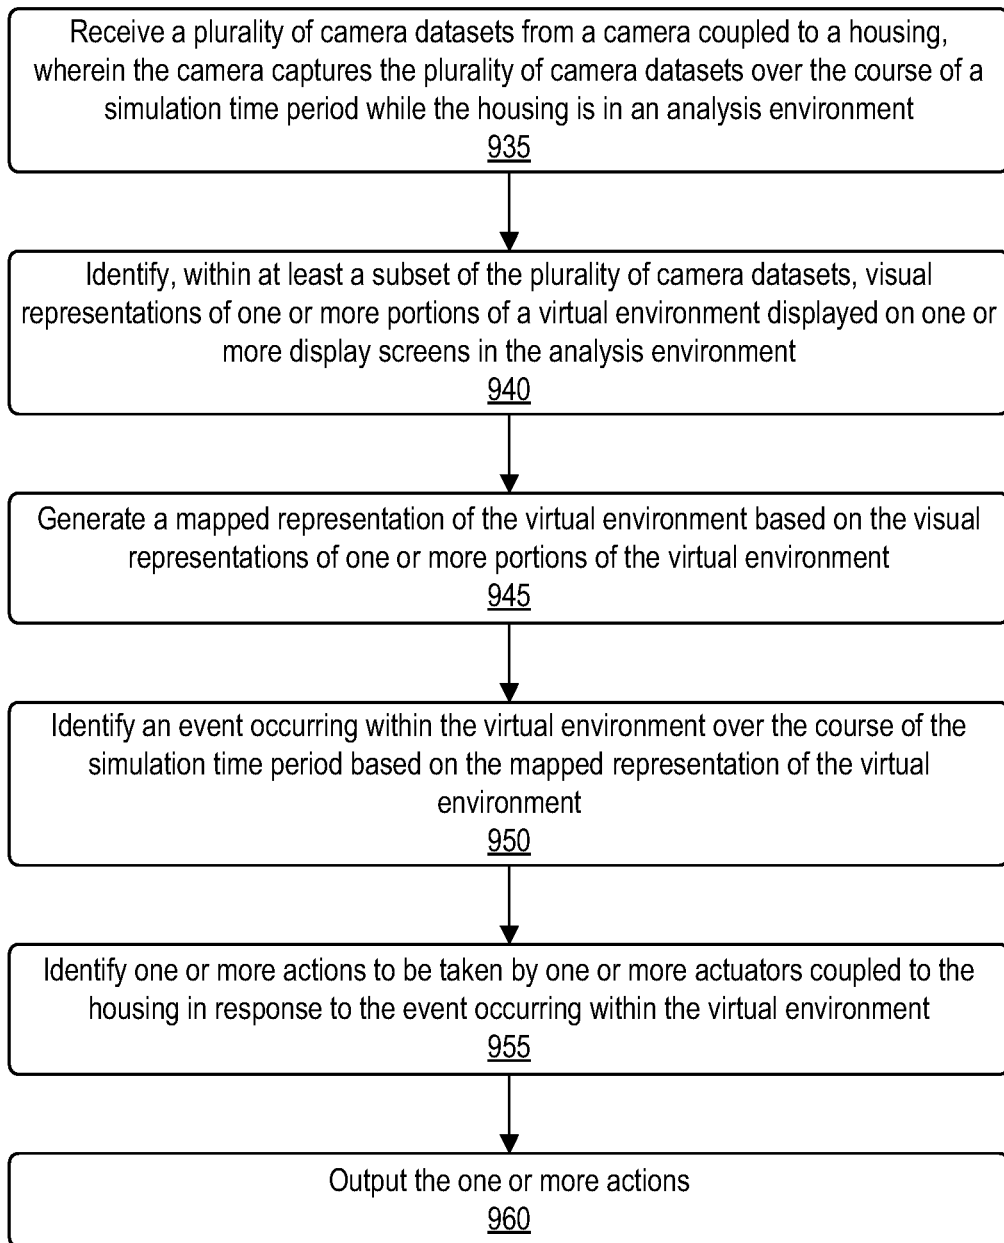 Receive a plurality of camera datasets from a camera coupled to a housing,
wherein the camera captures the plurality of camera datasets over the course of a
simulation time period while the housing is in an analysis environment
935
Identify, within at least a subset of the plurality of camera datasets, visual
representations of one or more portions of a virtual environment displayed on one or
more display screens in the analysis environment
940
Generate a mapped representation of the virtual environment based on the visual
representations of one or more portions of the virtual environment
945
Identify an event occurring within the virtual environment over the course of the
simulation time period based on the mapped representation of the virtual
environment
950
Identify one or more actions to be taken by one or more actuators coupled to the
housing in response to the event occurring within the virtual environment
955
Output the one or more actions
960